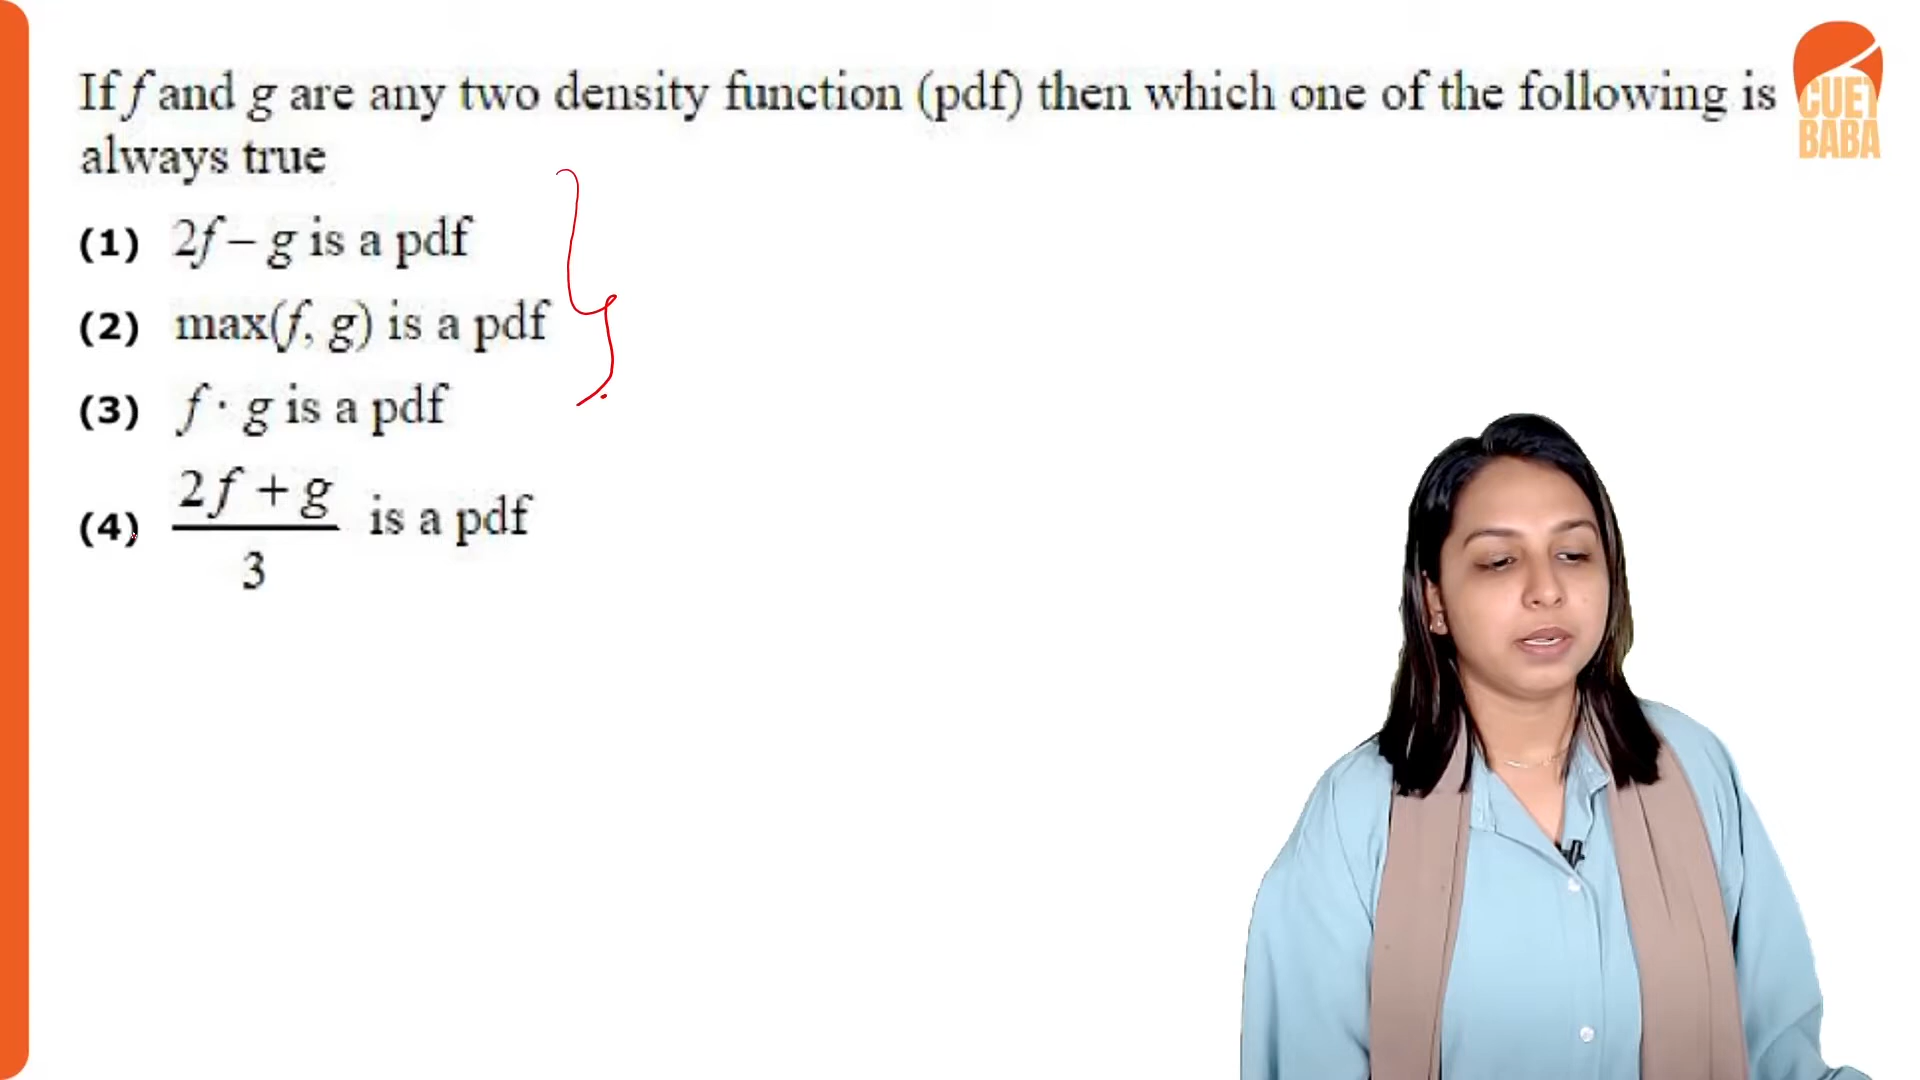 If f and g are any two density function (pdf) then which one of the following is
always true
(1) 2f – g is a pdf
(2) max(f, g) is a pdf
(3) f · g is a pdf
(4) 2f + g / 3 is a pdf
CUET
BABA